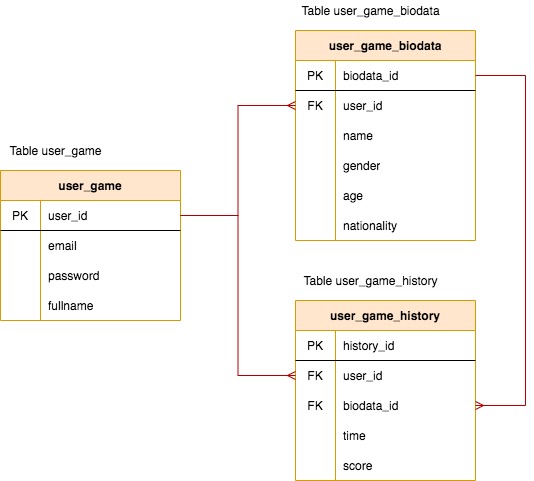 Table user_game_biodata
user_game_biodata
PK biodata_id
FK user_id
name
gender
age
nationality
Table user_game
user_game
PK user_id
email
password
fullname
Table user_game_history
user_game_history
PK history_id
FK user_id
FK biodata_id
time
score